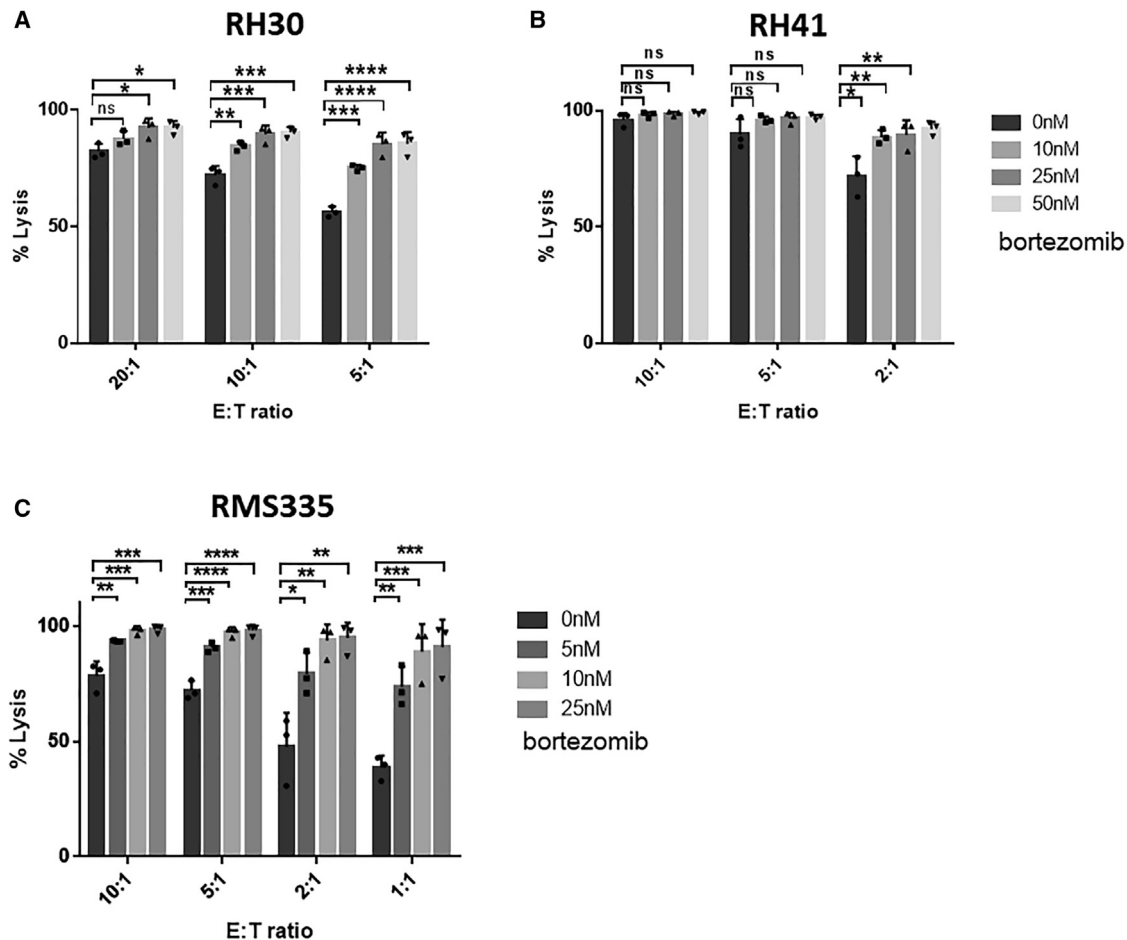 A
RH30
*
***
****
*
***
****
ns
**
***
100
50
0
% Lysis
20:1
10:1
5:1
E:T ratio
B
RH41
ns
ns
**
ns
ns
**
ns
ns
*
100
50
0
% Lysis
10:1
5:1
2:1
E:T ratio
0nM
10nM
25nM
50nM
bortezomib
C
RMS335
***
****
**
***
***
****
**
***
**
***
*
**
100
50
0
% Lysis
10:1
5:1
2:1
1:1
E:T ratio
0nM
5nM
10nM
25nM
bortezomib